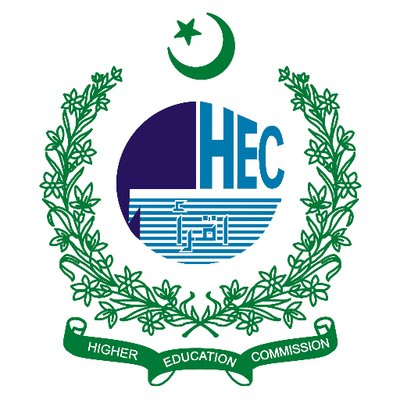 HEC
اقرأ
HIGHER EDUCATION COMMISSION